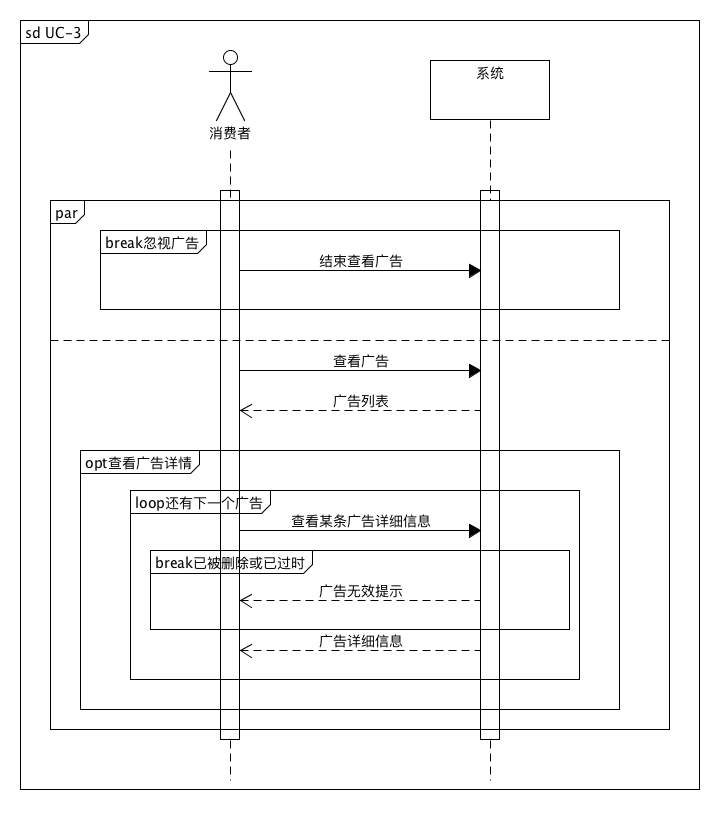 sd UC-3
系统
消费者
par
break忽视广告
结束查看广告
查看广告
广告列表
opt查看广告详情
loop还有下一个广告
查看某条广告详细信息
break已被删除或已过时
广告无效提示
广告详细信息